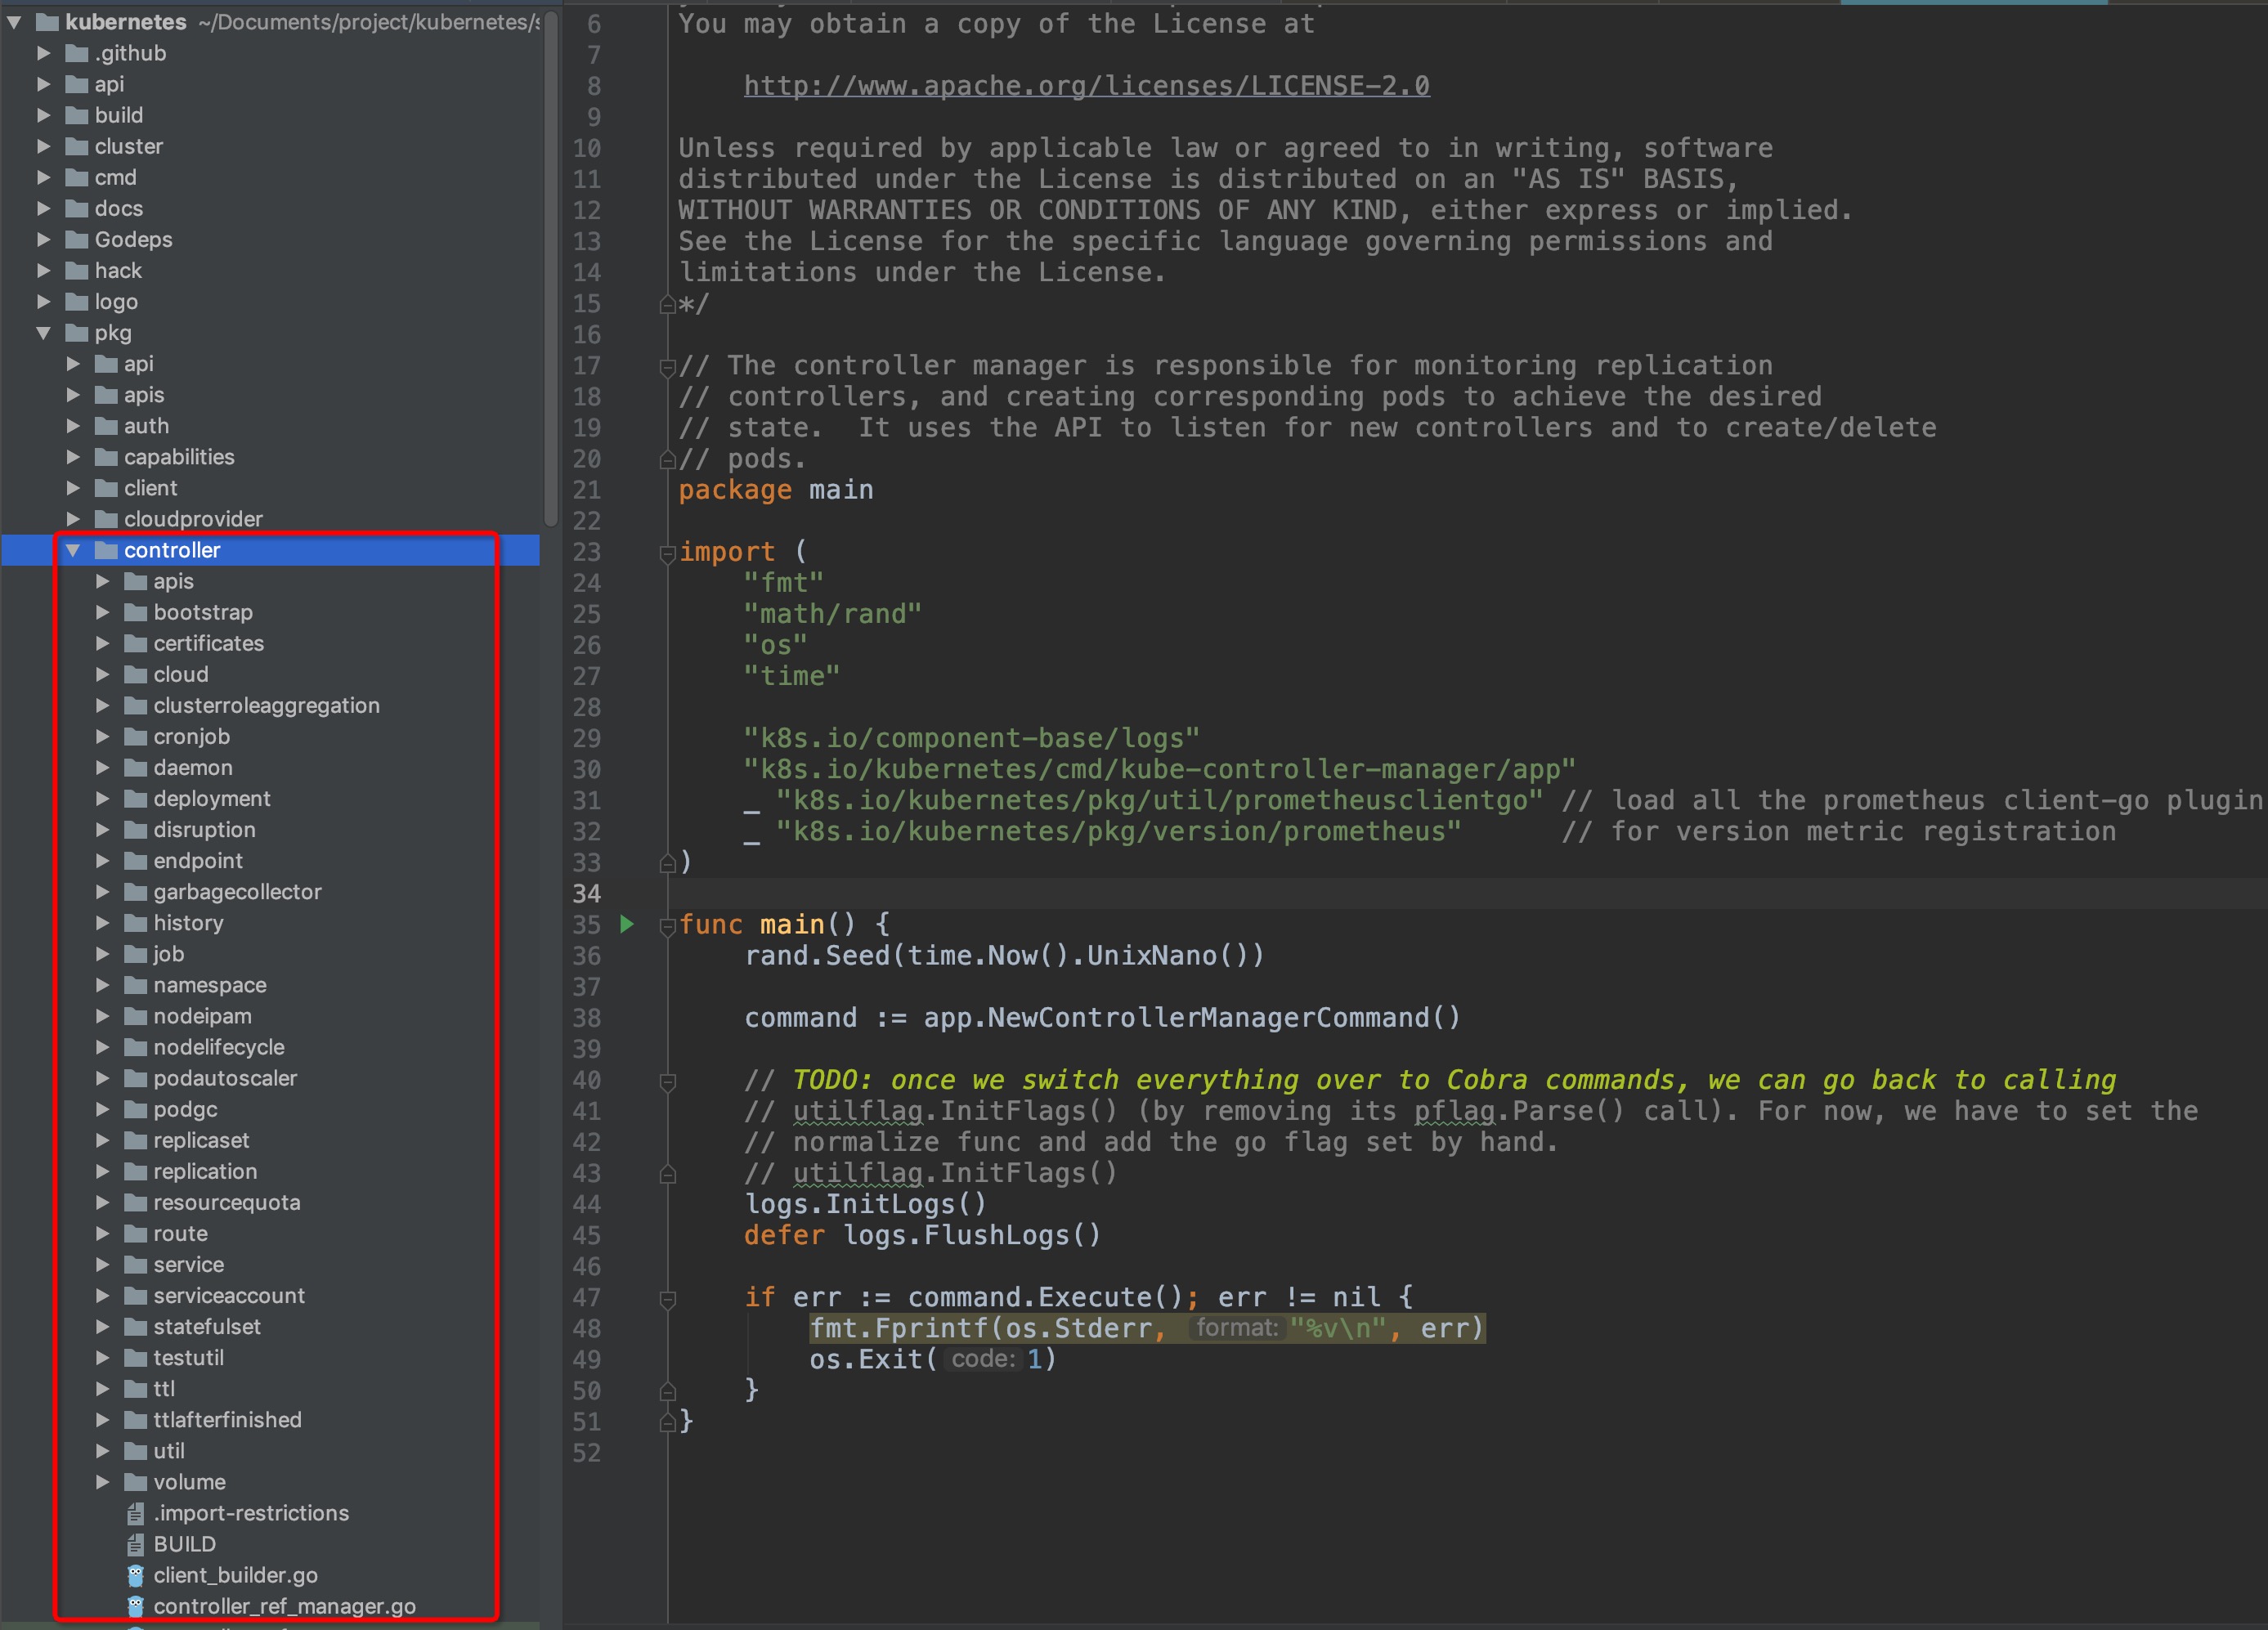 kubernetes ~/Documents/project/kubernetes/s
.github
api
build
cluster
cmd
docs
Godeps
hack
logo
pkg
api
apis
auth
capabilities
client
cloudprovider
controller
apis
bootstrap
certificates
cloud
clusterroleaggregation
cronjob
daemon
deployment
disruption
endpoint
garbagecollector
history
job
namespace
nodeipam
nodelifecycle
podautoscaler
podgc
replicaset
replication
resourcequota
route
service
serviceaccount
statefulset
testutil
ttl
ttlafterfinished
util
volume
.import-restrictions
BUILD
client_builder.go
controller_ref_manager.go
6 You may obtain a copy of the License at
7
8 http://www.apache.org/licenses/LICENSE-2.0
9
10 Unless required by applicable law or agreed to in writing, software
11 distributed under the License is distributed on an "AS IS" BASIS,
12 WITHOUT WARRANTIES OR CONDITIONS OF ANY KIND, either express or implied.
13 See the License for the specific language governing permissions and
14 limitations under the License.
15 */
16
17 // The controller manager is responsible for monitoring replication
18 // controllers, and creating corresponding pods to achieve the desired
19 // state.  It uses the API to listen for new controllers and to create/delete
20 // pods.
21 package main
22
23 import (
24 "fmt"
25 "math/rand"
26 "os"
27 "time"
28
29 "k8s.io/component-base/logs"
30 "k8s.io/kubernetes/cmd/kube-controller-manager/app"
31 _ "k8s.io/kubernetes/pkg/util/prometheusclientgo" // load all the prometheus client-go plugin
32 _ "k8s.io/kubernetes/pkg/version/prometheus" // for version metric registration
33 )
34
35 func main() {
36 rand.Seed(time.Now().UnixNano())
37
38 command := app.NewControllerManagerCommand()
39
40 // TODO: once we switch everything over to Cobra commands, we can go back to calling
41 // utilflag.InitFlags() (by removing its pflag.Parse() call). For now, we have to set the
42 // normalize func and add the go flag set by hand.
43 // utilflag.InitFlags()
44 logs.InitLogs()
45 defer logs.FlushLogs()
46
47 if err := command.Execute(); err != nil {
48 fmt.Fprintf(os.Stderr, format: "%v\n", err)
49 os.Exit( code: 1)
50 }
51 }
52